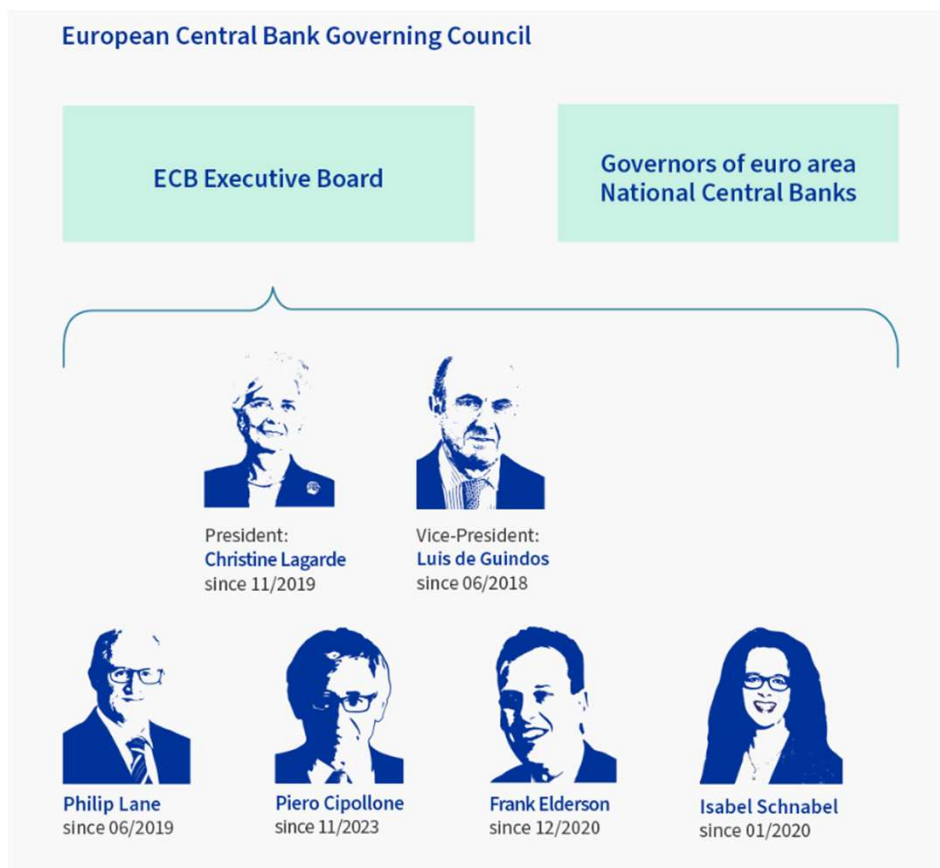 European Central Bank Governing Council
ECB Executive Board
Governors of euro area
National Central Banks
President:
Christine Lagarde
since 11/2019
Vice-President:
Luis de Guindos
since 06/2018
Philip Lane
since 06/2019
Piero Cipollone
since 11/2023
Frank Elderson
since 12/2020
Isabel Schnabel
since 01/2020